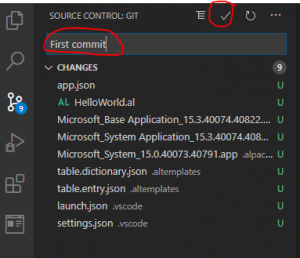 SOURCE CONTROL: GIT
First commit
CHANGES 9
app.json U
AL HelloWorld.al U
Microsoft_Base Application_15.3.40074.40822.... U
Microsoft_System Application_15.3.4074.408... U
Microsoft_System_15.0.40073.40791.app .alpac... U
table.dictionary.json .altemplates U
table.entry.json .altemplates U
launch.json .vscode U
settings.json .vscode U
9